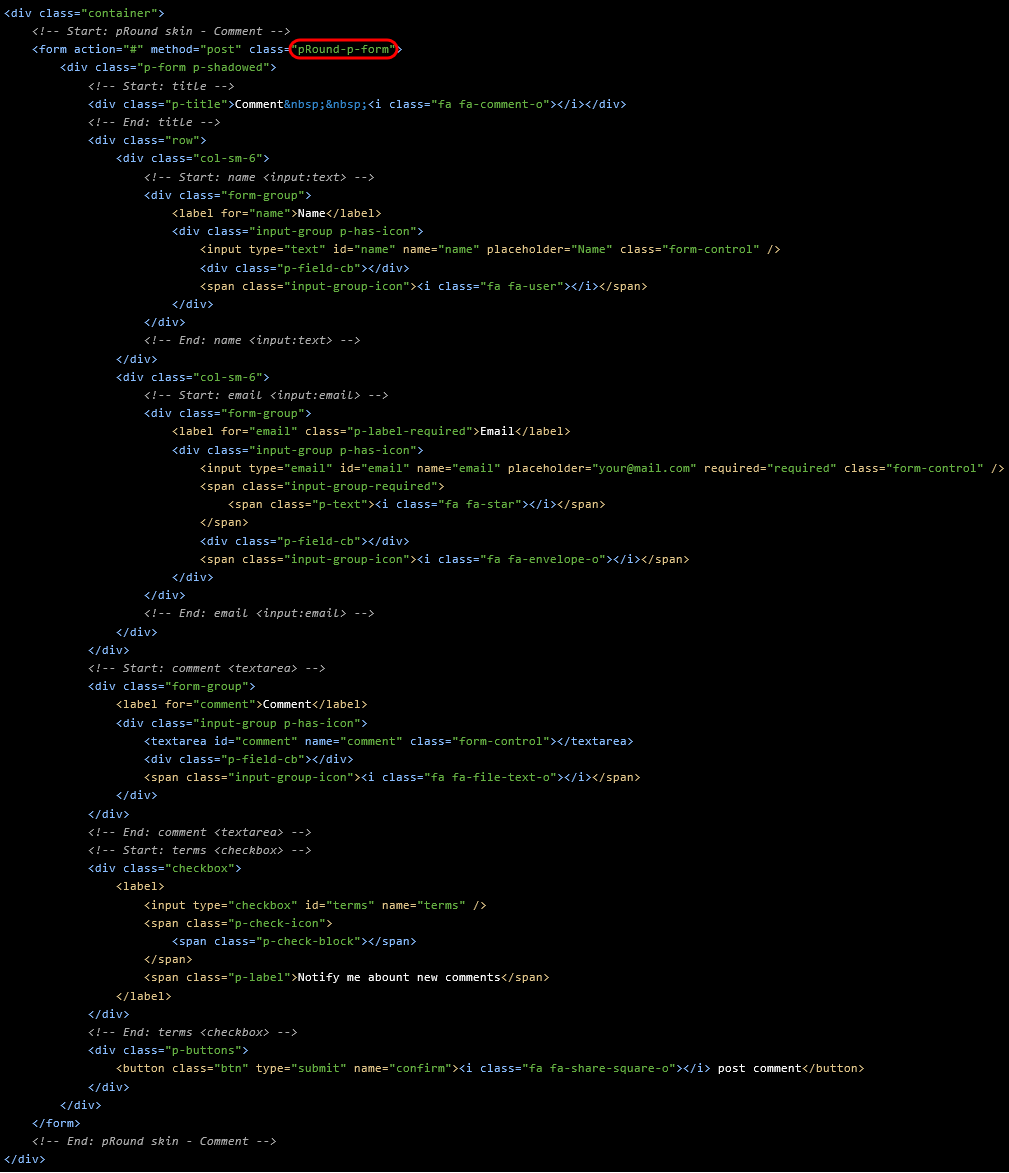 <div class="container">
<!-- Start: pRound skin - Comment -->
<form action="#" method="post" class="pRound-p-form">
<div class="p-form p-shadowed">
<!-- Start: title -->
<div class="p-title">Comment&nbsp;&nbsp;<i class="fa fa-comment-o"></i></div>
<!-- End: title -->
<div class="row">
<div class="col-sm-6">
<!-- Start: name <input:text> -->
<div class="form-group">
<label for="name">Name</label>
<div class="input-group p-has-icon">
<input type="text" id="name" name="name" placeholder="Name" class="form-control" />
<div class="p-field-cb"></div>
<span class="input-group-icon"><i class="fa fa-user"></i></span>
</div>
</div>
<!-- End: name <input:text> -->
</div>
<div class="col-sm-6">
<!-- Start: email <input:email> -->
<div class="form-group">
<label for="email" class="p-label-required">Email</label>
<div class="input-group p-has-icon">
<input type="email" id="email" name="email" placeholder="your@mail.com" required="required" class="form-control" />
<span class="input-group-required">
<span class="p-text"><i class="fa fa-star"></i></span>
</span>
<div class="p-field-cb"></div>
<span class="input-group-icon"><i class="fa fa-envelope-o"></i></span>
</div>
</div>
<!-- End: email <input:email> -->
</div>
</div>
<!-- Start: comment <textarea> -->
<div class="form-group">
<label for="comment">Comment</label>
<div class="input-group p-has-icon">
<textarea id="comment" name="comment" class="form-control"></textarea>
<div class="p-field-cb"></div>
<span class="input-group-icon"><i class="fa fa-file-text-o"></i></span>
</div>
</div>
<!-- End: comment <textarea> -->
<!-- Start: terms <checkbox> -->
<div class="checkbox">
<label>
<input type="checkbox" id="terms" name="terms" />
<span class="p-check-icon">
<span class="p-check-block"></span>
</span>
<span class="p-label">Notify me abount new comments</span>
</label>
</div>
<!-- End: terms <checkbox> -->
<div class="p-buttons">
<button class="btn" type="submit" name="confirm"><i class="fa fa-share-square-o"></i> post comment</button>
</div>
</div>
</form>
<!-- End: pRound skin - Comment -->
</div>